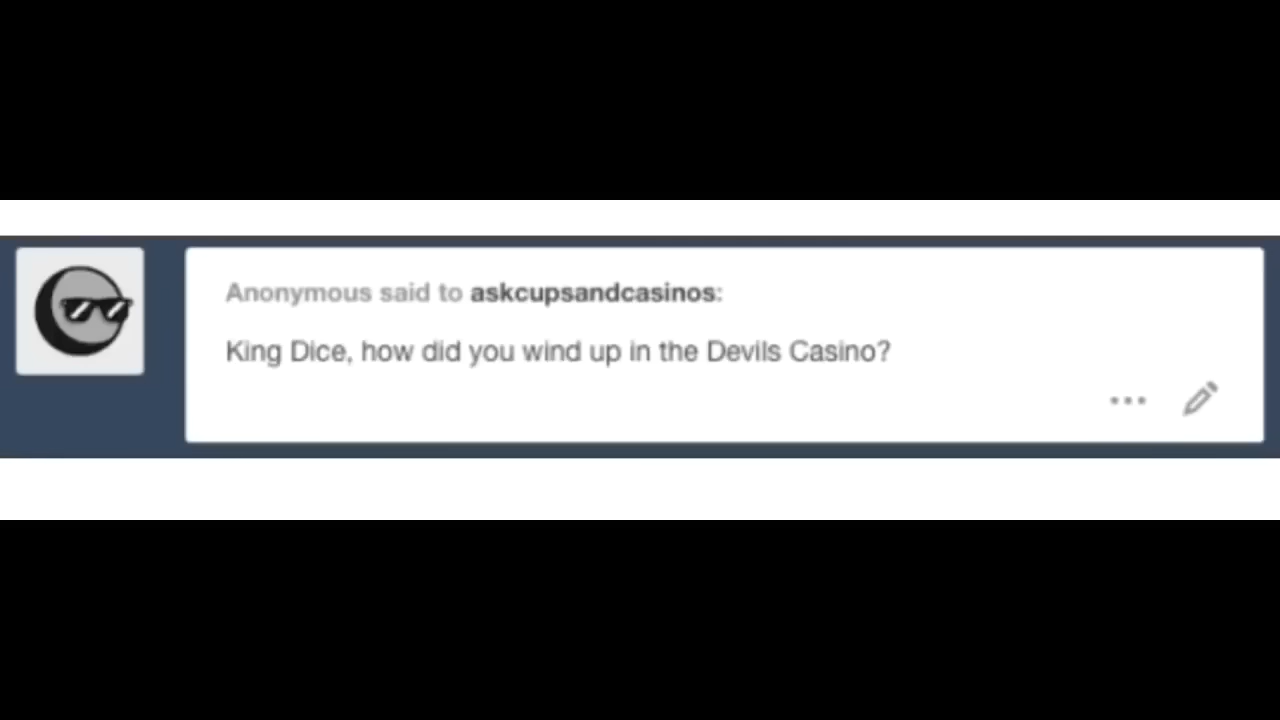 Anonymous said to askcupsandcasinos:
King Dice, how did you wind up in the Devils Casino?